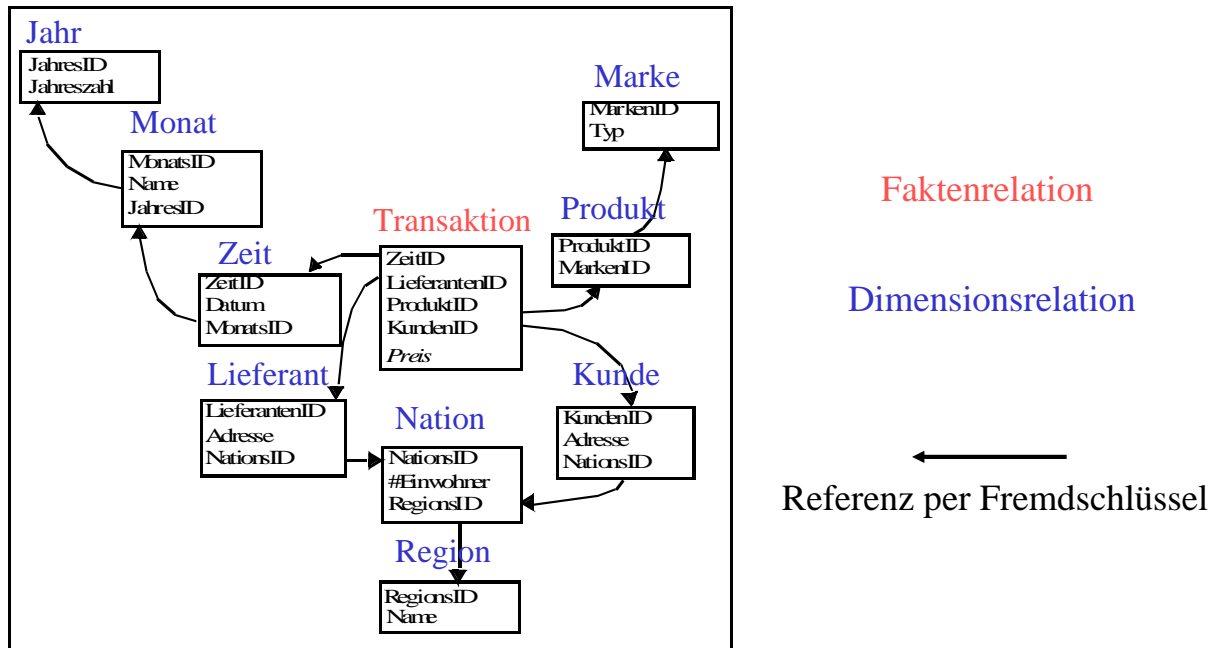 Jahr
JahresID
Jahreszahl
Marke
MarkenID
Typ
Monat
MonatsID
Name
JahresID
Faktenrelation
Transaktion
ZeitID
LieferantenID
ProduktID
KundenID
Preis
Produkt
ProduktID
MarkenID
Zeit
ZeitID
Datum
MonatsID
Dimensionsrelation
Lieferant
LieferantenID
Adresse
NationsID
Nation
NationsID
#Einwohner
RegionsID
Kunde
KundenID
Adresse
NationsID
Referenz per Fremdschlüssel
Region
RegionsID
Name